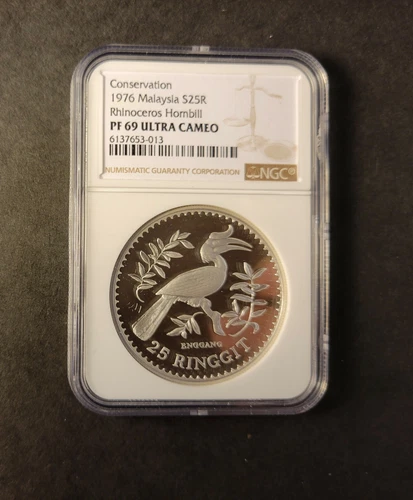 Conservation
1976 Malaysia S25R
Rhinoceros Hornbill
PF 69 ULTRA CAMEO
6137653-013
NUMISMATIC GUARANTY CORPORATION
NGC®
ENGGANG
25 RINGGIT